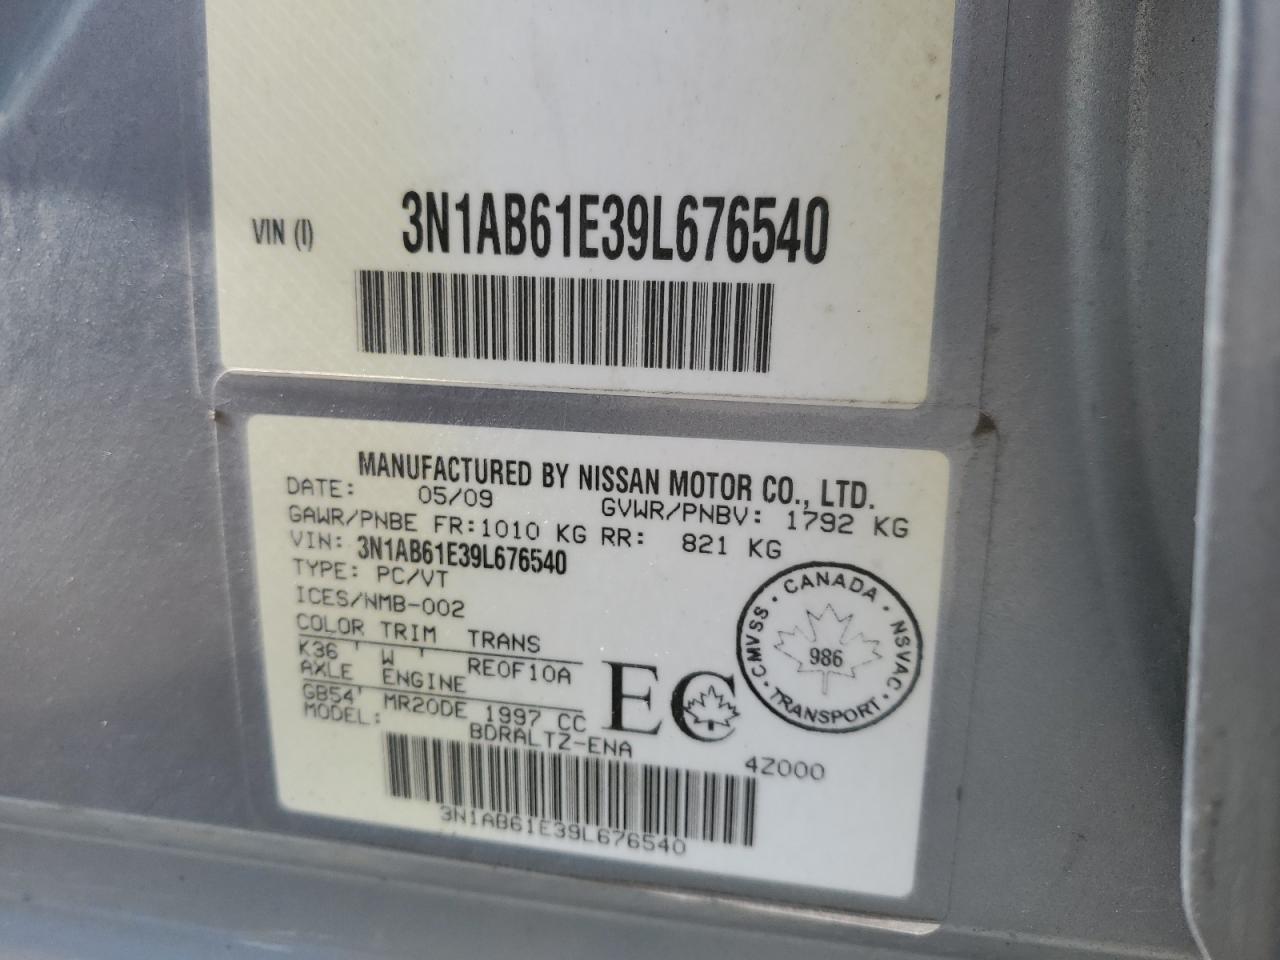 VIN (I) 3N1AB61E39L676540
MANUFACTURED BY NISSAN MOTOR CO., LTD.
DATE: 05/09 GVWR/PNBV: 1792 KG
GAWR/PNBE FR:1010 KG RR: 821 KG
VIN: 3N1AB61E39L676540
TYPE: PC/VT
ICES/NMB-002
COLOR TRIM TRANS
K36 'W' RE0F10A
AXLE ENGINE
GB54' MR20DE 1997 CC
MODEL: BDRALTZ-ENA
EC
CANADA · NSVAC · TRANSPORT · CMVSS ·
986
4Z000
3N1AB61E39L676540